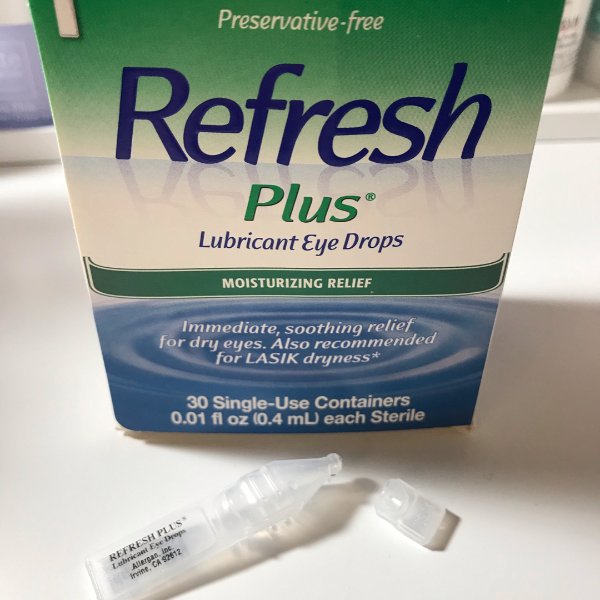 Preservative-free
Refresh
Plus®
Lubricant Eye Drops
MOISTURIZING RELIEF
Immediate, soothing relief
for dry eyes. Also recommended
for LASIK dryness*
30 Single-Use Containers
0.01 fl oz (0.4 mL) each Sterile
REFRESH PLUS®
Lubricant Eye Drops
Allergan, Inc.
Irvine, CA 92612